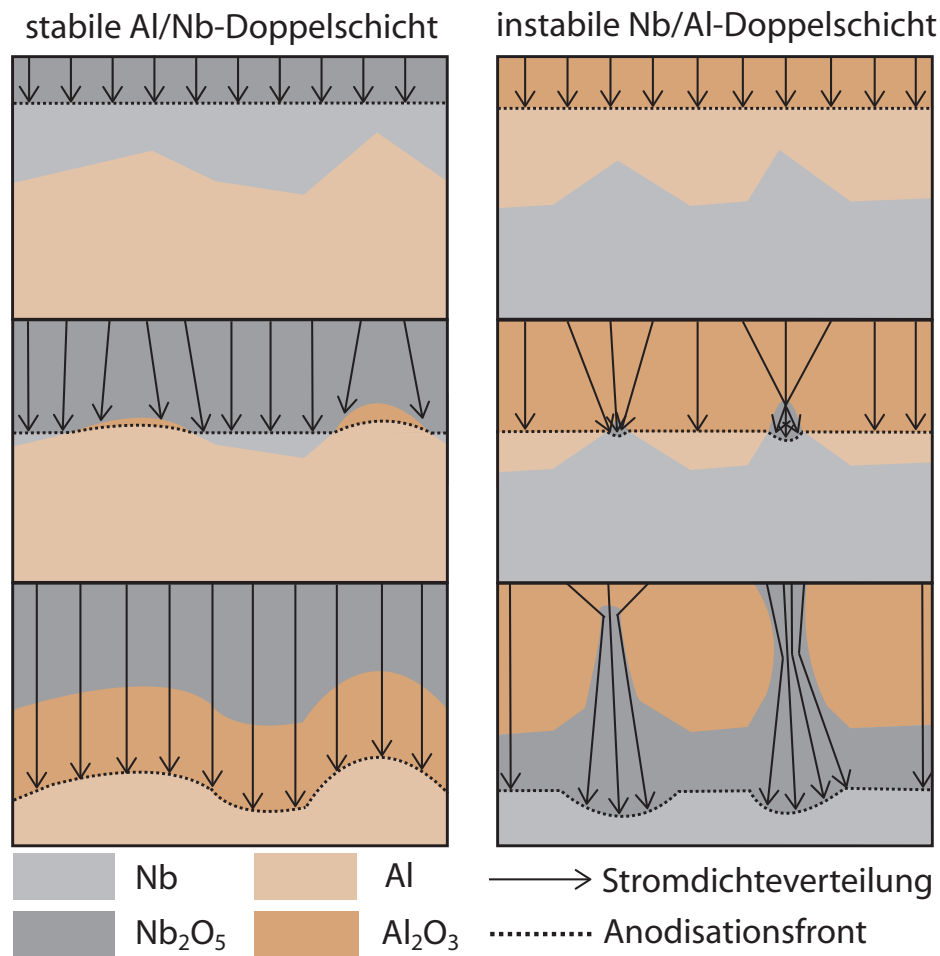 stabile Al/Nb-Doppelschicht
instabile Nb/Al-Doppelschicht
Nb
Al
Stromdichteverteilung
Nb₂O₅
Al₂O₃
Anodisationsfront